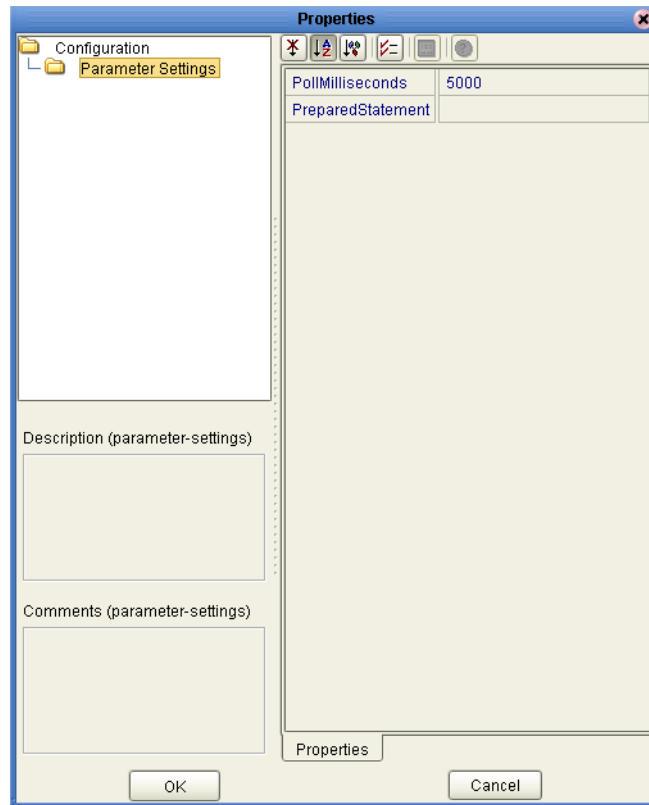 Properties
Configuration
Parameter Settings
PollMilliseconds 5000
PreparedStatement
Description (parameter-settings)
Comments (parameter-settings)
Properties
OK Cancel